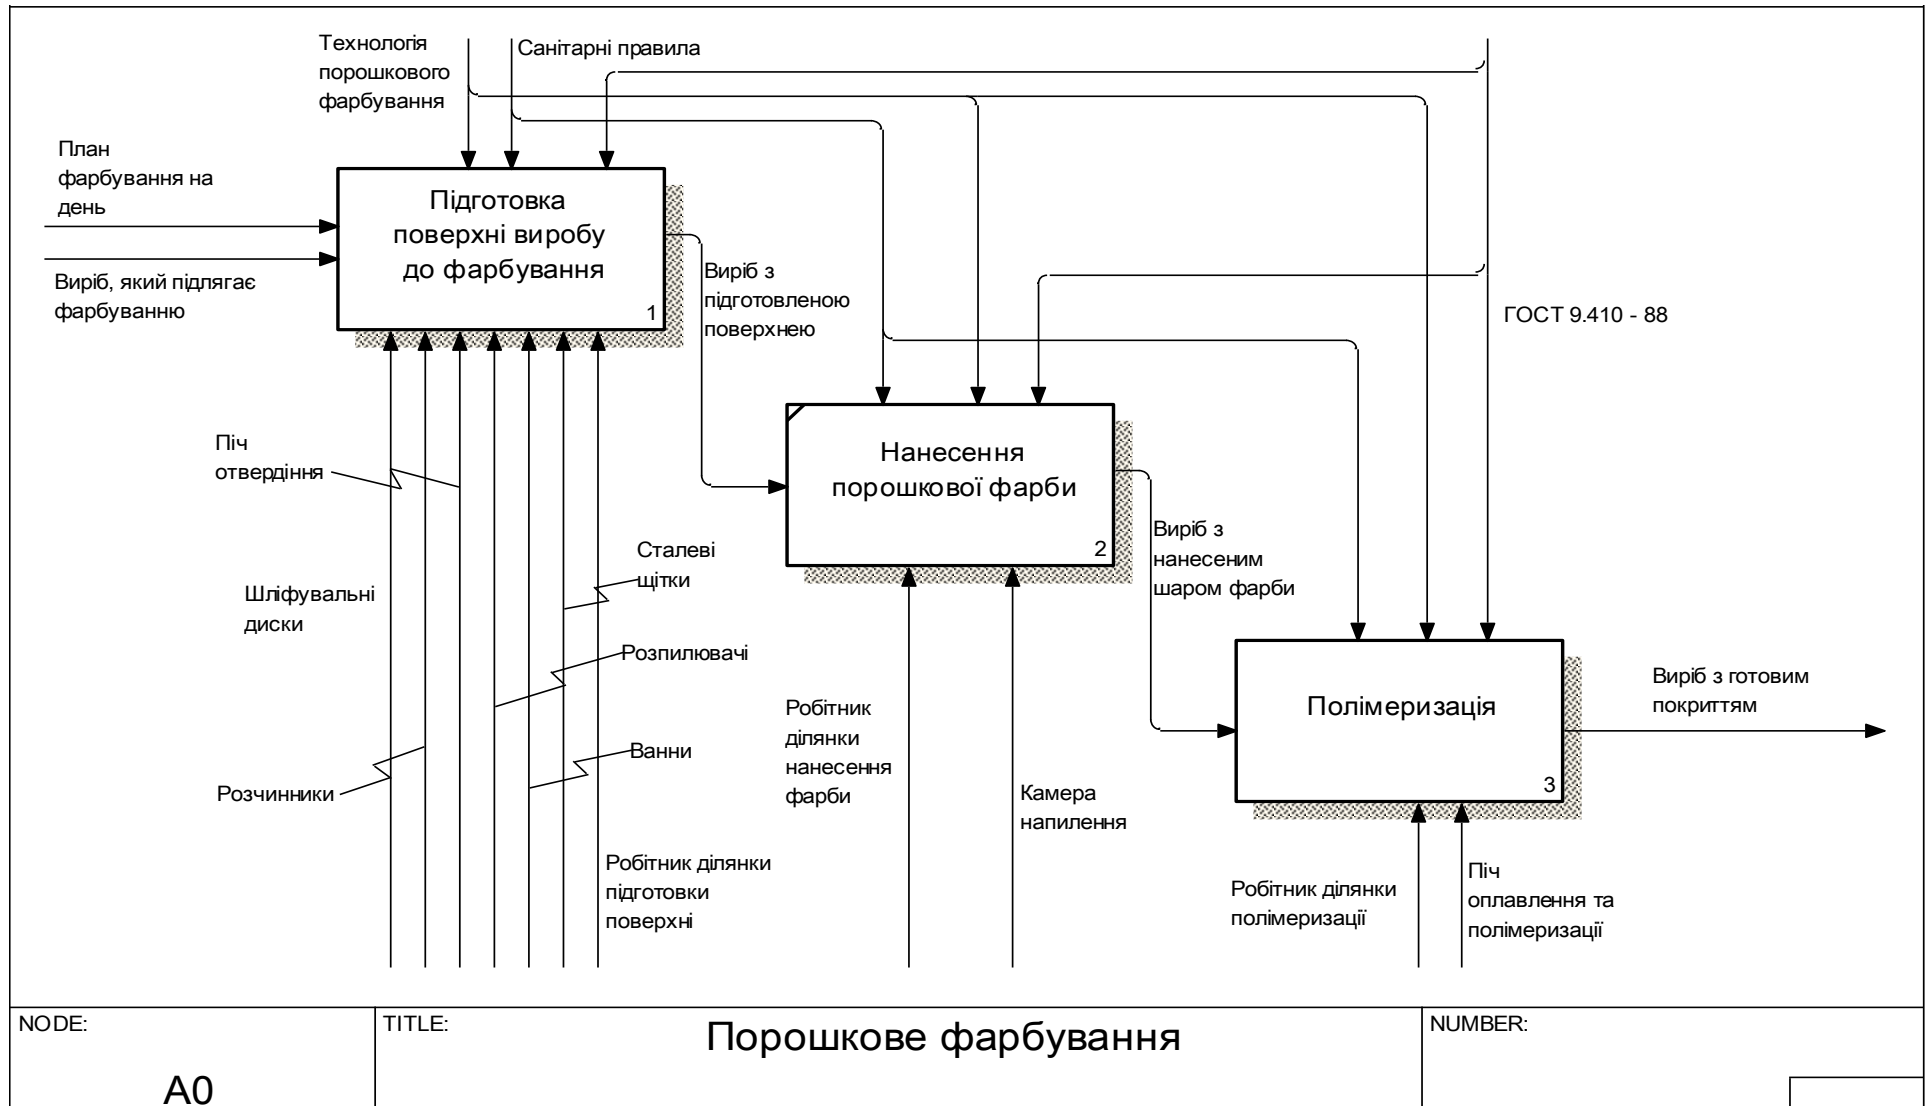 Технологія
порошкового
фарбування
Санітарні правила
План
фарбування на
день
Виріб, який підлягає
фарбуванню
Підготовка
поверхні виробу
до фарбування
1
Виріб з
підготовленою
поверхнею
ГОСТ 9.410 - 88
Піч
отвердіння
Нанесення
порошкової фарби
2
Сталеві
щітки
Виріб з
нанесеним
шаром фарби
Шліфувальні
диски
Розпилювачі
Полімеризація
3
Виріб з готовим
покриттям
Робітник
ділянки
нанесення
фарби
Ванни
Розчинники
Камера
напилення
Робітник ділянки
підготовки
поверхні
Робітник ділянки
полімеризації
Піч
оплавлення та
полімеризації
NODE:
A0
TITLE:
Порошкове фарбування
NUMBER: